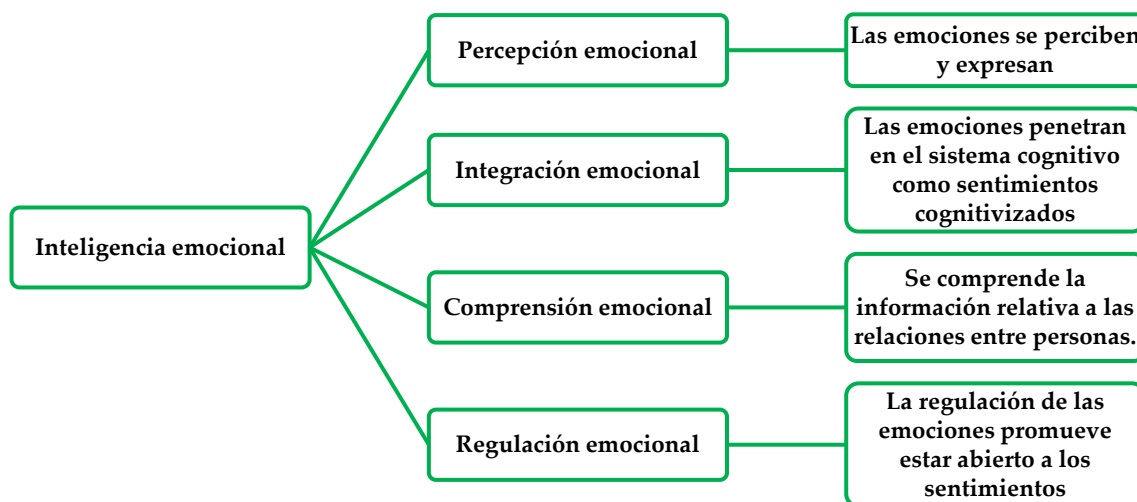 Inteligencia emocional
Percepción emocional
Las emociones se perciben
y expresan
Integración emocional
Las emociones penetran
en el sistema cognitivo
como sentimientos
cognitivizados
Comprensión emocional
Se comprende la
información relativa a las
relaciones entre personas.
Regulación emocional
La regulación de las
emociones promueve
estar abierto a los
sentimientos